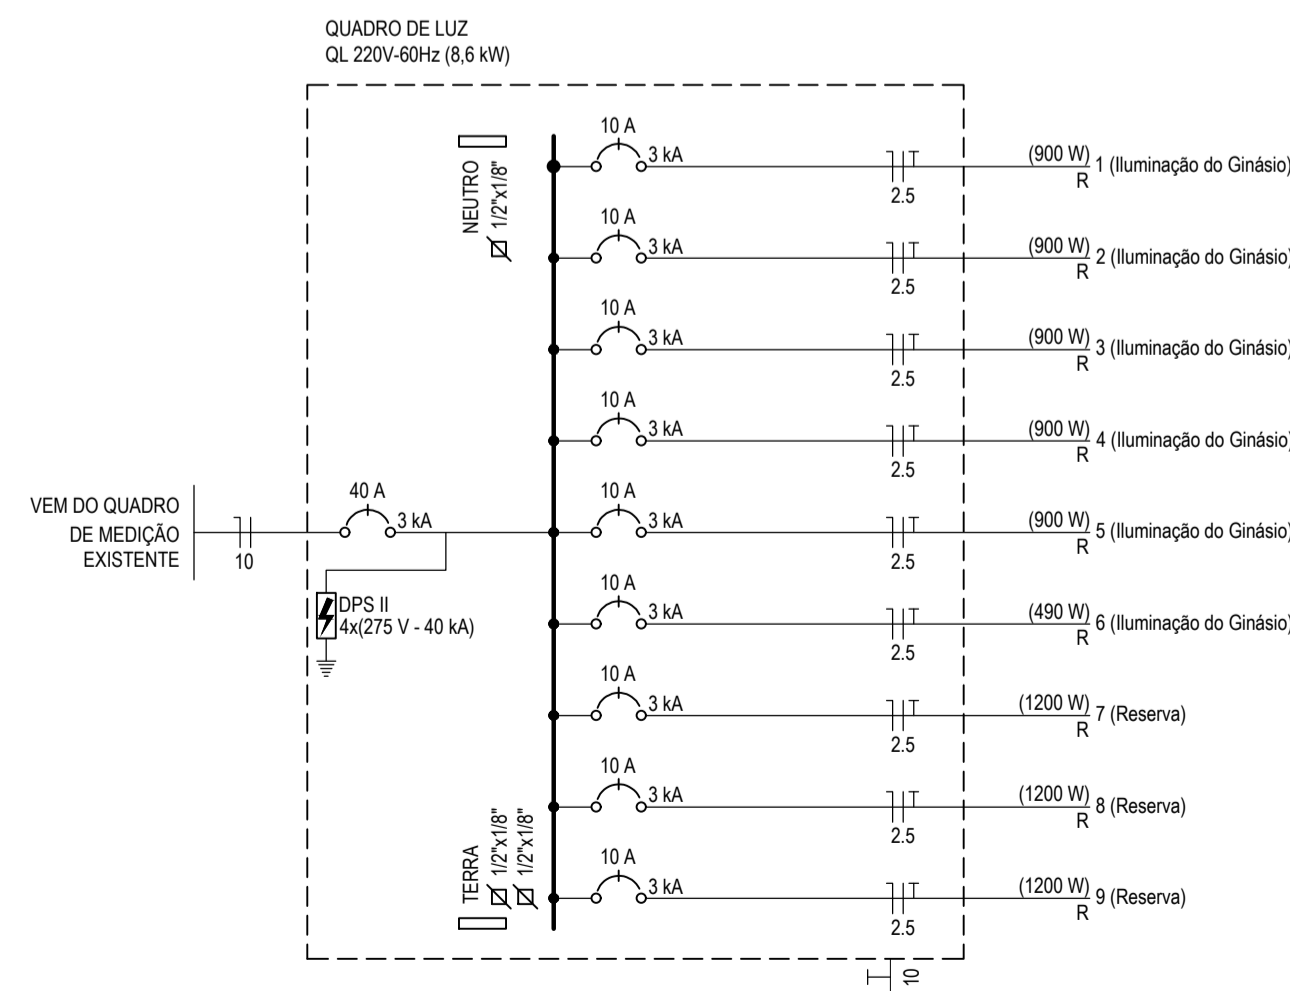 QUADRO DE LUZ
QL 220V-60Hz (8,6 kW)
NEUTRO
1/2"x1/8"
10 A
3 kA
2.5
(900 W)
R
1 (Iluminação do Ginásio)
10 A
3 kA
2.5
(900 W)
R
2 (Iluminação do Ginásio)
10 A
3 kA
2.5
(900 W)
R
3 (Iluminação do Ginásio)
10 A
3 kA
2.5
(900 W)
R
4 (Iluminação do Ginásio)
VEM DO QUADRO
DE MEDIÇÃO
EXISTENTE
10
40 A
3 kA
DPS II
4x(275 V - 40 kA)
10 A
3 kA
2.5
(900 W)
R
5 (Iluminação do Ginásio)
10 A
3 kA
2.5
(490 W)
R
6 (Iluminação do Ginásio)
10 A
3 kA
2.5
(1200 W)
R
7 (Reserva)
10 A
3 kA
2.5
(1200 W)
R
8 (Reserva)
TERRA
1/2"x1/8"
1/2"x1/8"
10 A
3 kA
2.5
(1200 W)
R
9 (Reserva)
10